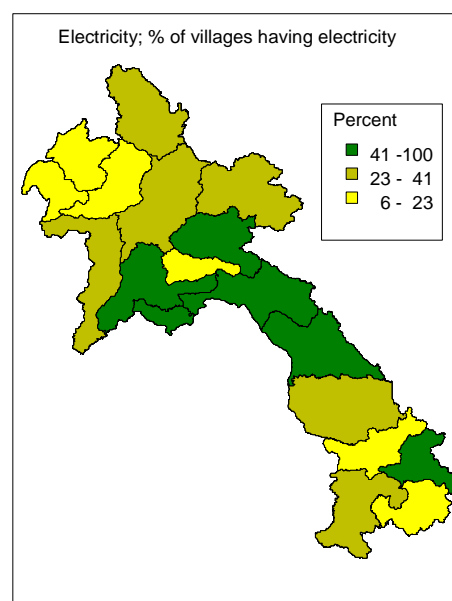 Electricity; % of villages having electricity
Percent
41 -100
23 - 41
6 - 23